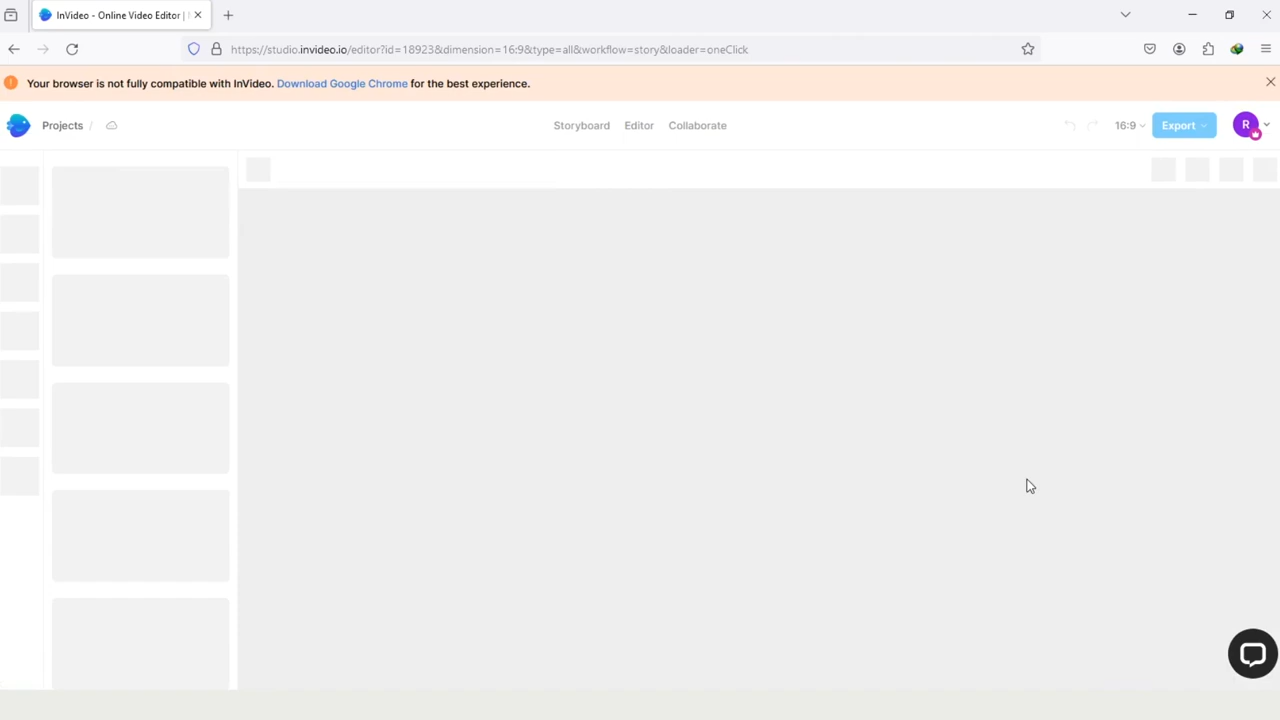 InVideo - Online Video Editor |
https://studio.invideo.io/editor?id=18923&dimension=16:9&type=all&workflow=story&loader=oneClick
Your browser is not fully compatible with InVideo. Download Google Chrome for the best experience.
Projects /
Storyboard
Editor
Collaborate
16:9
Export
R